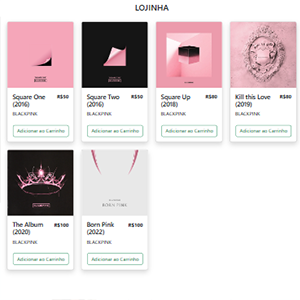 LOJINHA
Square One (2016) R$50
BLACKPINK
Adicionar ao Carrinho
Square Two (2016) R$50
BLACKPINK
Adicionar ao Carrinho
Square Up (2018) R$80
BLACKPINK
Adicionar ao Carrinho
Kill this Love (2019) R$80
BLACKPINK
Adicionar ao Carrinho
The Album (2020) R$100
BLACKPINK
Adicionar ao Carrinho
BORN PINK
Born Pink (2022) R$100
BLACKPINK
Adicionar ao Carrinho